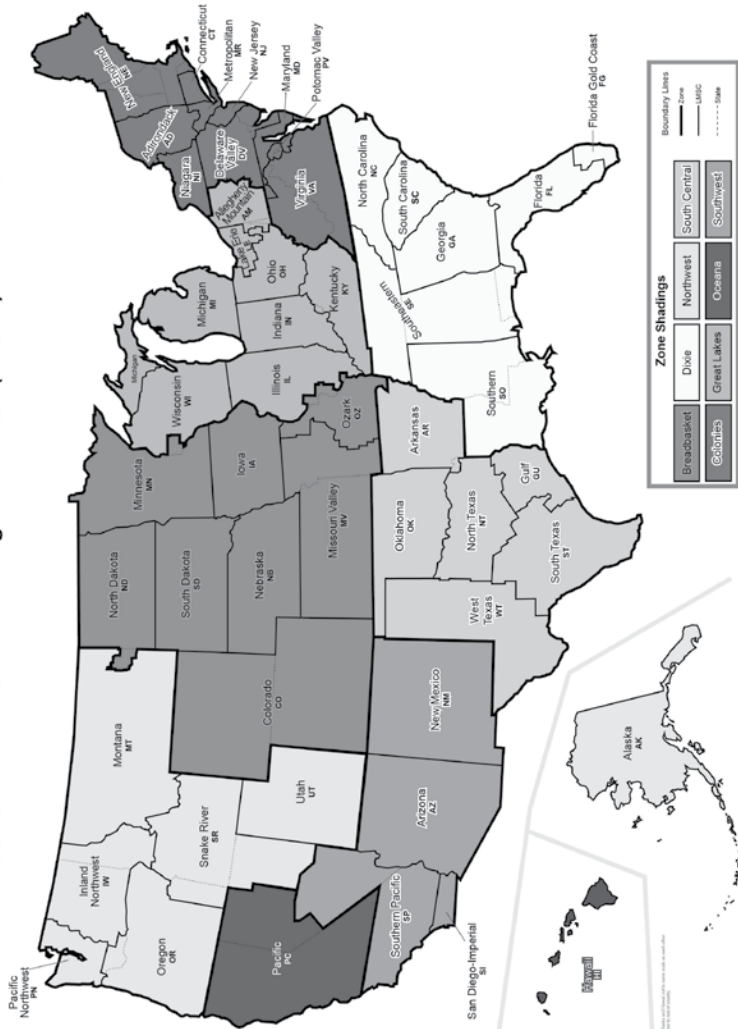 Pacific
Northwest
PN
Inland
Northwest
IW
Montana
MT
North Dakota
ND
Minnesota
MN
Michigan
Wisconsin
WI
Michigan
MI
Niagara
NI
Adirondack
AD
New England
NE
Connecticut
CT
Metropolitan
MR
New Jersey
NJ
Maryland
MD
Potomac Valley
PV
Oregon
OR
Snake River
SR
South Dakota
SD
Iowa
IA
Illinois
IL
Indiana
IN
Ohio
OH
Lake Erie
LE
Allegheny
Mountain
AM
Delaware
Valley
DV
Virginia
VA
Pacific
PC
Utah
UT
Colorado
CO
Nebraska
NB
Missouri Valley
MV
Ozark
OZ
Kentucky
KY
North Carolina
NC
South Carolina
SC
Southern Pacific
SP
San Diego-Imperial
SI
Arizona
AZ
New Mexico
NM
West
Texas
WT
Oklahoma
OK
North Texas
NT
South Texas
ST
Gulf
GU
Arkansas
AR
Southern
SO
Southeastern
SE
Georgia
GA
Florida
FL
Florida Gold Coast
FG
Hawaii
HI
Alaska
AK
Zone Shadings
Breadbasket
Dixie
Northwest
South Central
Colonies
Great Lakes
Oceana
Southwest
Boundary Lines
Zone
LMSC
State